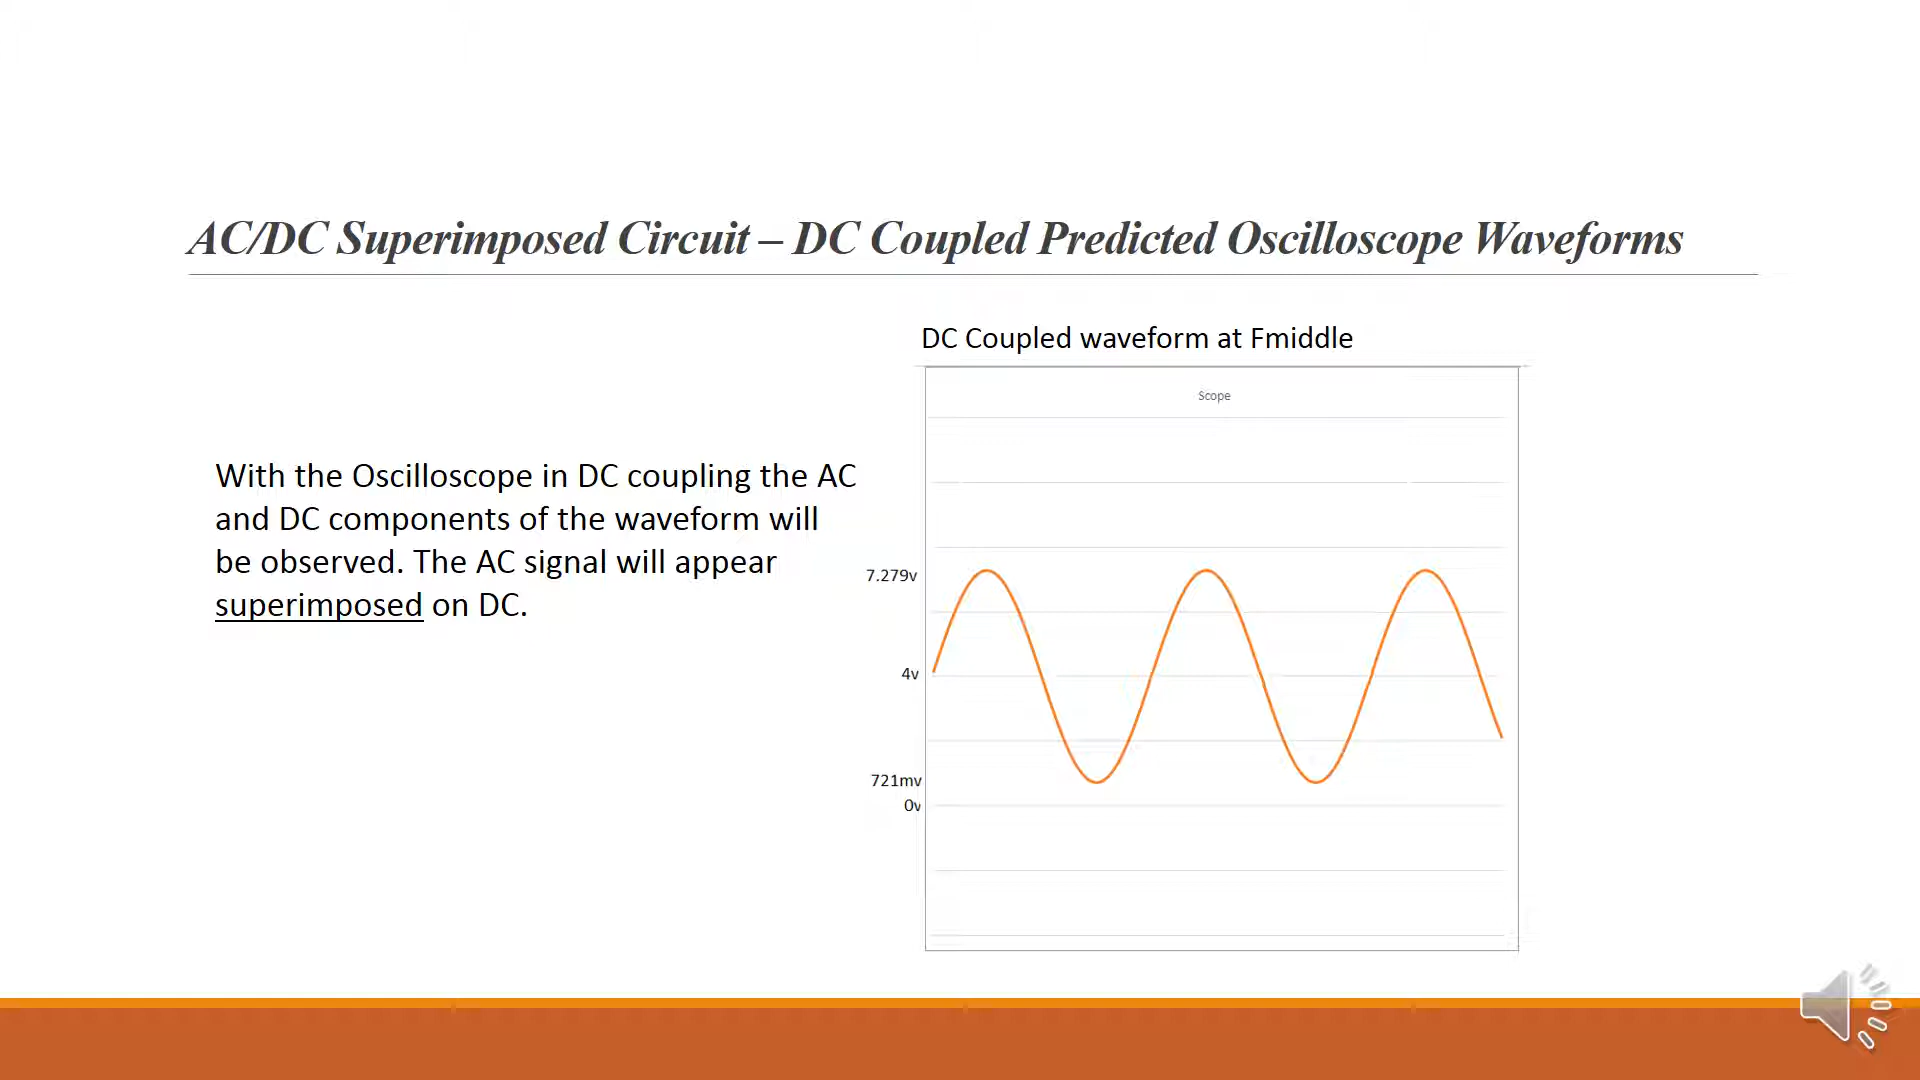 AC/DC Superimposed Circuit – DC Coupled Predicted Oscilloscope Waveforms
With the Oscilloscope in DC coupling the AC
and DC components of the waveform will
be observed. The AC signal will appear
superimposed on DC.
DC Coupled waveform at Fmiddle
Scope
7.279v
4v
721mv
0v